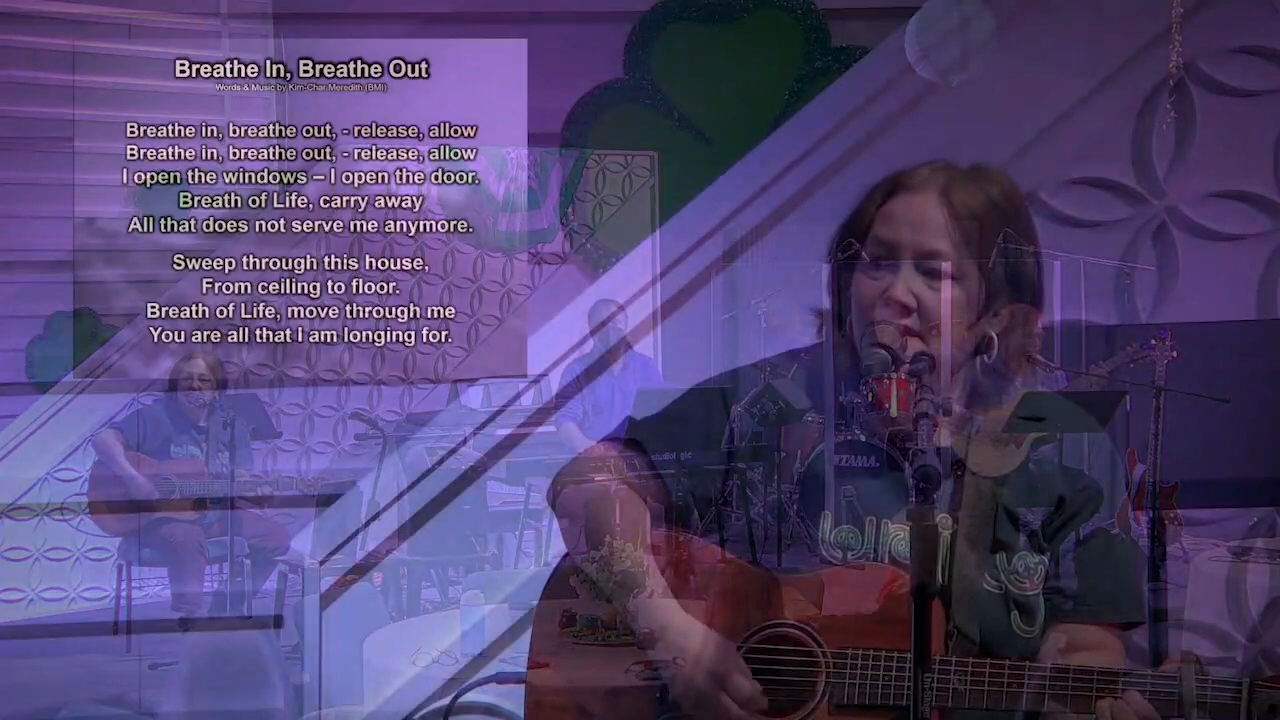 Breathe In, Breathe Out
Words & Music by Kim-Char Meredith (BMI)
Breathe in, breathe out, - release, allow
Breathe in, breathe out, - release, allow
I open the windows – I open the door.
Breath of Life, carry away
All that does not serve me anymore.
Sweep through this house,
From ceiling to floor.
Breath of Life, move through me
You are all that I am longing for.
TAMA